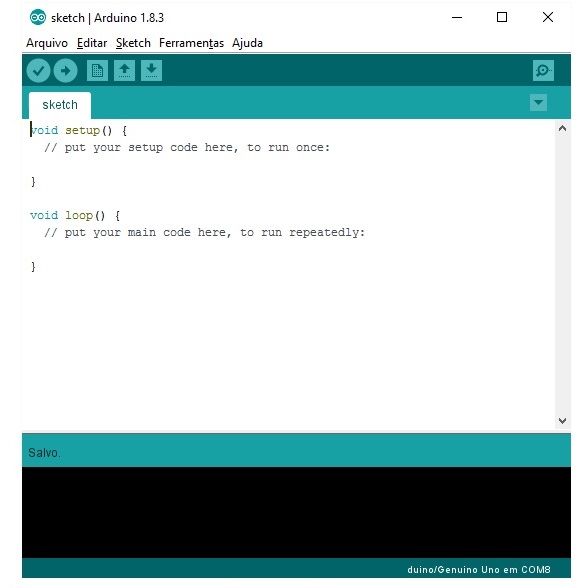 sketch | Arduino 1.8.3
Arquivo Editar Sketch Ferramentas Ajuda
sketch
void setup() {
  // put your setup code here, to run once:
}
void loop() {
  // put your main code here, to run repeatedly:
}
Salvo.
duino/Genuino Uno em COM8